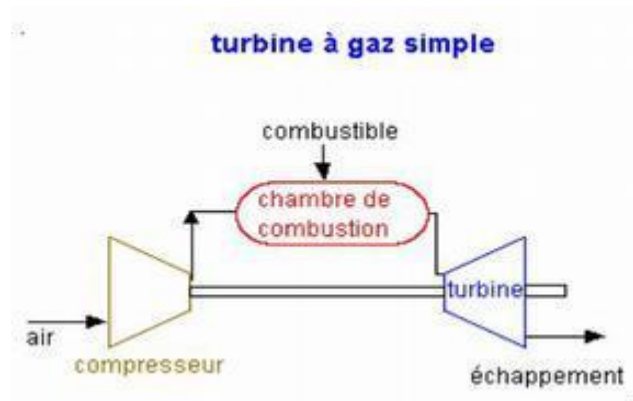 turbine à gaz simple
combustible
chambre de
combustion
turbine
air
compresseur
échappement